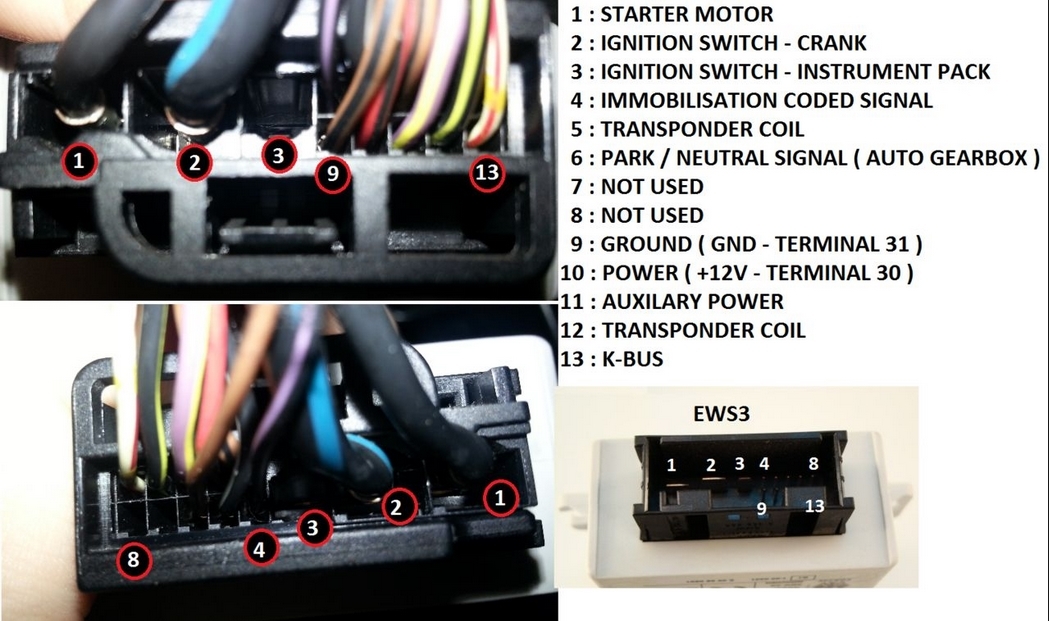 1 : STARTER MOTOR
2 : IGNITION SWITCH - CRANK
3 : IGNITION SWITCH - INSTRUMENT PACK
4 : IMMOBILISATION CODED SIGNAL
5 : TRANSPONDER COIL
6 : PARK / NEUTRAL SIGNAL ( AUTO GEARBOX )
7 : NOT USED
8 : NOT USED
9 : GROUND ( GND - TERMINAL 31 )
10 : POWER ( +12V - TERMINAL 30 )
11 : AUXILARY POWER
12 : TRANSPONDER COIL
13 : K-BUS
1 2 3 9 13
8 4 3 2 1
EWS3
1 2 3 4 8
9 13